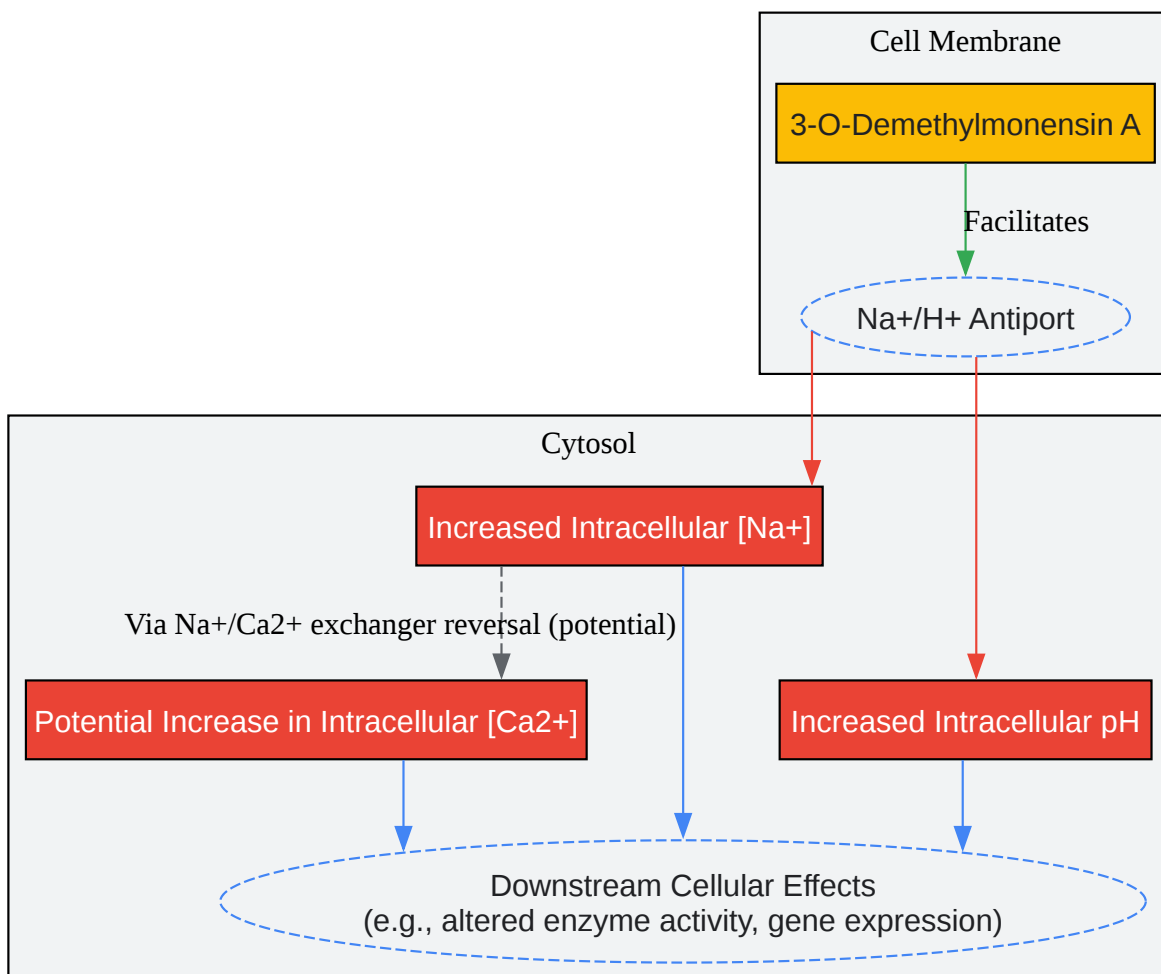 Cell Membrane
3-O-Demethylmonensin A
Facilitates
Na+/H+ Antiport
Cytosol
Increased Intracellular [Na+]
Via Na+/Ca2+ exchanger reversal (potential)
Potential Increase in Intracellular [Ca2+]
Increased Intracellular pH
Downstream Cellular Effects
(e.g., altered enzyme activity, gene expression)